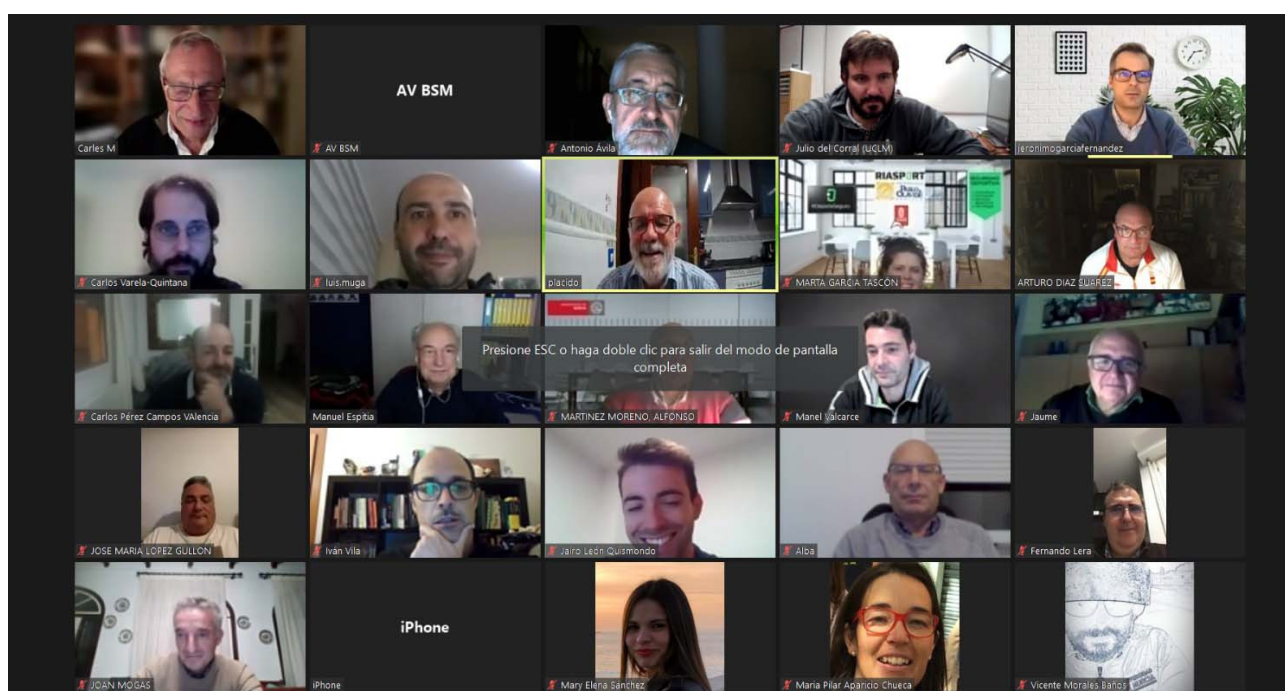 Carles M
AV BSM
AV BSM
Antonio Ávila
Julio del Corral (UCLM)
jeronimogarciafernandez
Carlos Varela-Quintana
luis.muga
placido
RIASPORT
MARTA GARCÍA TASCÓN
ARTURO DIAZ SUAREZ
Carlos Pérez Campos VAlencia
Manuel Espitia
Presione ESC o haga doble clic para salir del modo de pantalla
completa
MARTINEZ MORENO, ALFONSO
Manel Valcarce
Jaume
JOSE MARIA LOPEZ GULLON
Iván Vila
Jairo León Quismondo
Alba
Fernando Lera
JOAN MOGAS
iPhone
iPhone
Mary Elena Sánchez
Maria Pilar Aparicio Chueca
Vicente Morales Baños